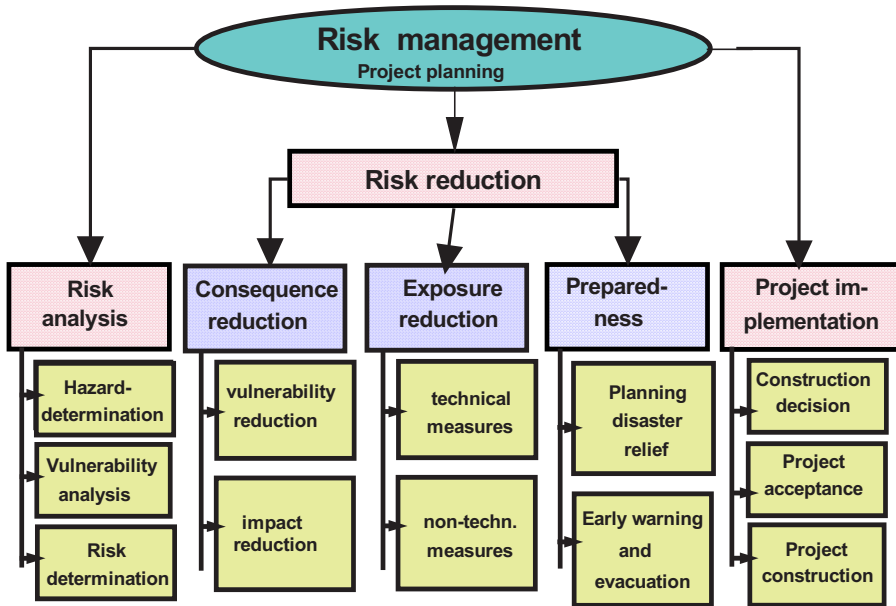 Risk management
Project planning
Risk reduction
Risk
analysis
Hazard-
determination
Vulnerability
analysis
Risk
determination
Consequence
reduction
vulnerability
reduction
impact
reduction
Exposure
reduction
technical
measures
non-techn.
measures
Prepared-
ness
Planning
disaster
relief
Early warning
and
evacuation
Project im-
plementation
Construction
decision
Project
acceptance
Project
construction